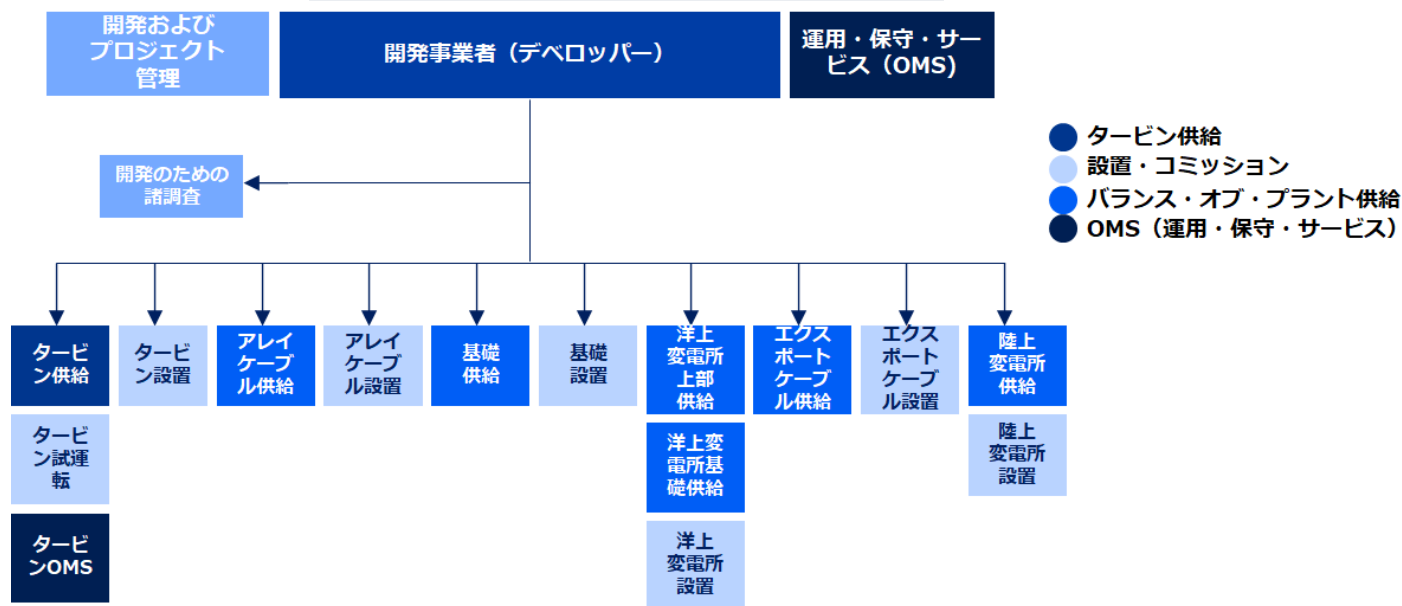 開発および
プロジェクト
管理
開発事業者（デベロッパー）
運用・保守・サー
ビス（OMS)
開発のための
諸調査
タービン供給
設置・コミッション
バランス・オブ・プラント供給
OMS（運用・保守・サービス）
タービ
ン供給
タービ
ン設置
アレイ
ケーブ
ル供給
アレイ
ケーブ
ル設置
基礎
供給
基礎
設置
洋上
変電所
上部
供給
エクス
ポート
ケーブ
ル供給
エクス
ポート
ケーブ
ル設置
陸上
変電所
供給
タービ
ン試運
転
洋上変
電所基
礎供給
陸上
変電所
設置
タービ
ンOMS
洋上
変電所
設置